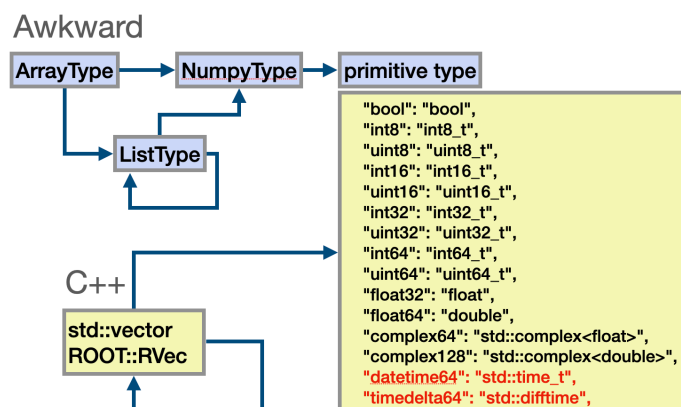 Awkward
ArrayType
NumpyType
primitive type
ListType
"bool": "bool",
"int8": "int8_t",
"uint8": "uint8_t",
"int16": "int16_t",
"uint16": "uint16_t",
"int32": "int32_t",
"uint32": "uint32_t",
"int64": "int64_t",
"uint64": "uint64_t",
"float32": "float",
"float64": "double",
"complex64": "std::complex<float>",
"complex128": "std::complex<double>",
"datetime64": "std::time_t",
"timedelta64": "std::difftime",
C++
std::vector
ROOT::RVec